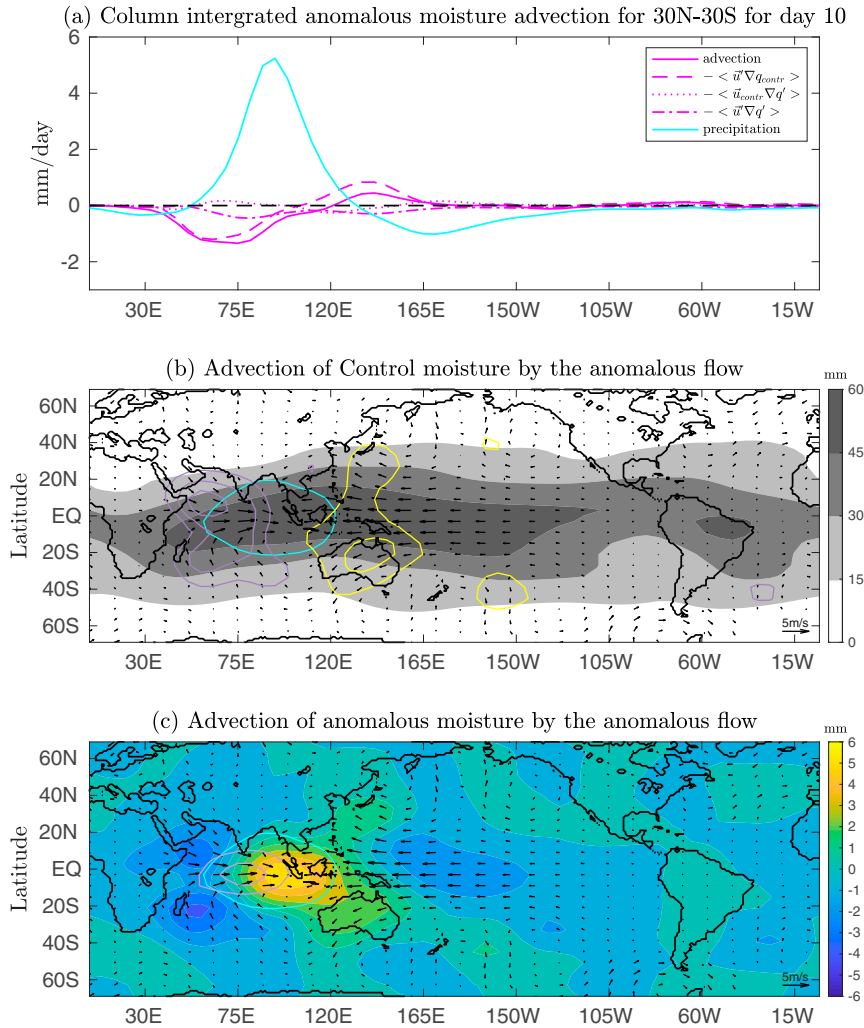 (a) Column intergrated anomalous moisture advection for 30N-30S for day 10
6
4
2
0
-2
mm/day
advection
− < u⃗′∇q_contr >
− < u⃗_contr∇q′ >
− < u⃗′∇q′ >
precipitation
30E 75E 120E 165E 150W 105W 60W 15W
(b) Advection of Control moisture by the anomalous flow
mm
60
45
30
15
0
60N
40N
20N
EQ
20S
40S
60S
Latitude
5m/s
30E 75E 120E 165E 150W 105W 60W 15W
(c) Advection of anomalous moisture by the anomalous flow
mm
6
5
4
3
2
1
0
-1
-2
-3
-4
-5
-6
60N
40N
20N
EQ
20S
40S
60S
Latitude
5m/s
30E 75E 120E 165E 150W 105W 60W 15W